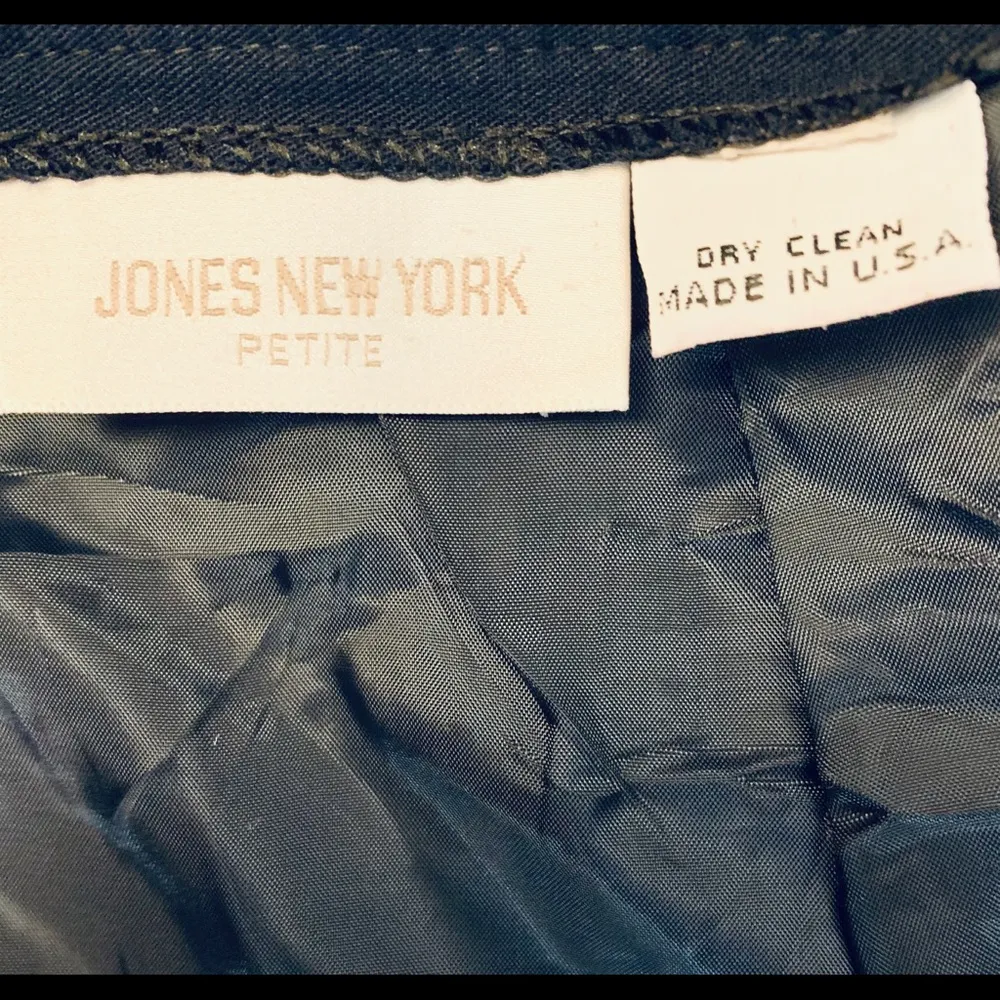 JONES NEW YORK
PETITE
DRY CLEAN
MADE IN U.S.A.